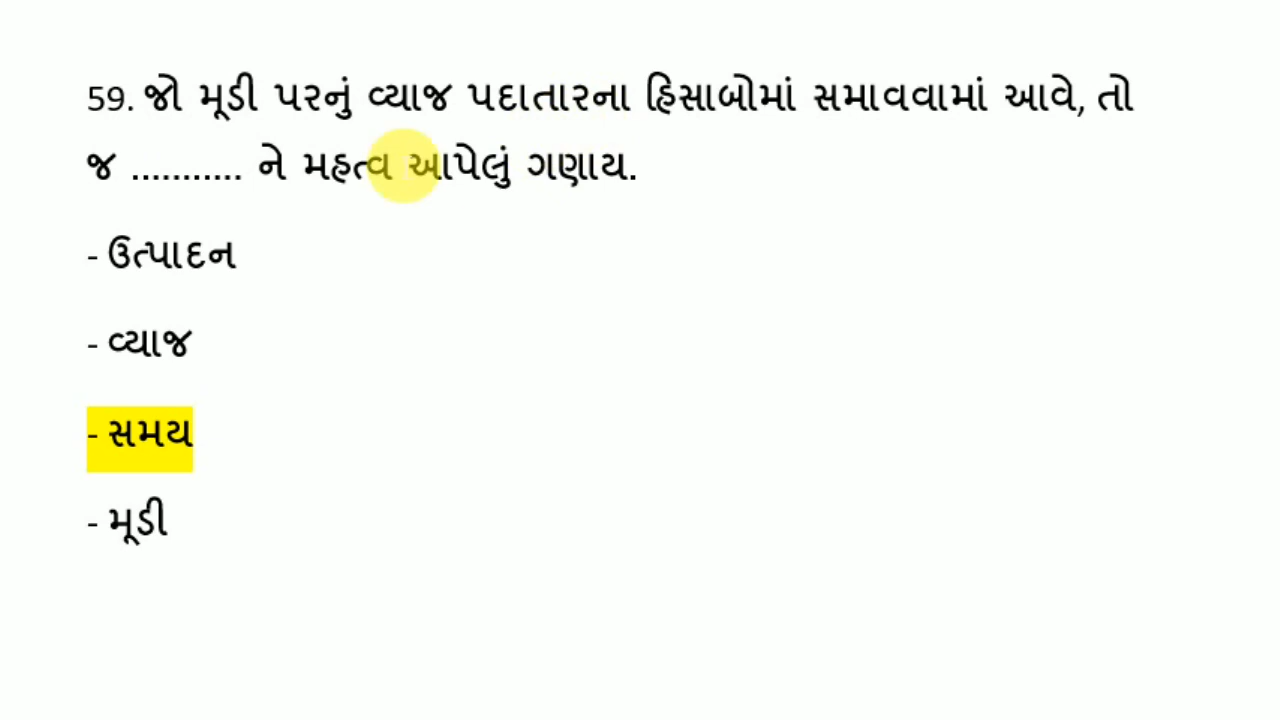 59. જો મૂડી પરનું વ્યાજ પદાતારના હિસાબોમાં સમાવવામાં આવે, તો
જ ........... ને મહત્વ આપેલું ગણાય.
- ઉત્પાદન
- વ્યાજ
- સમય
- મૂડી